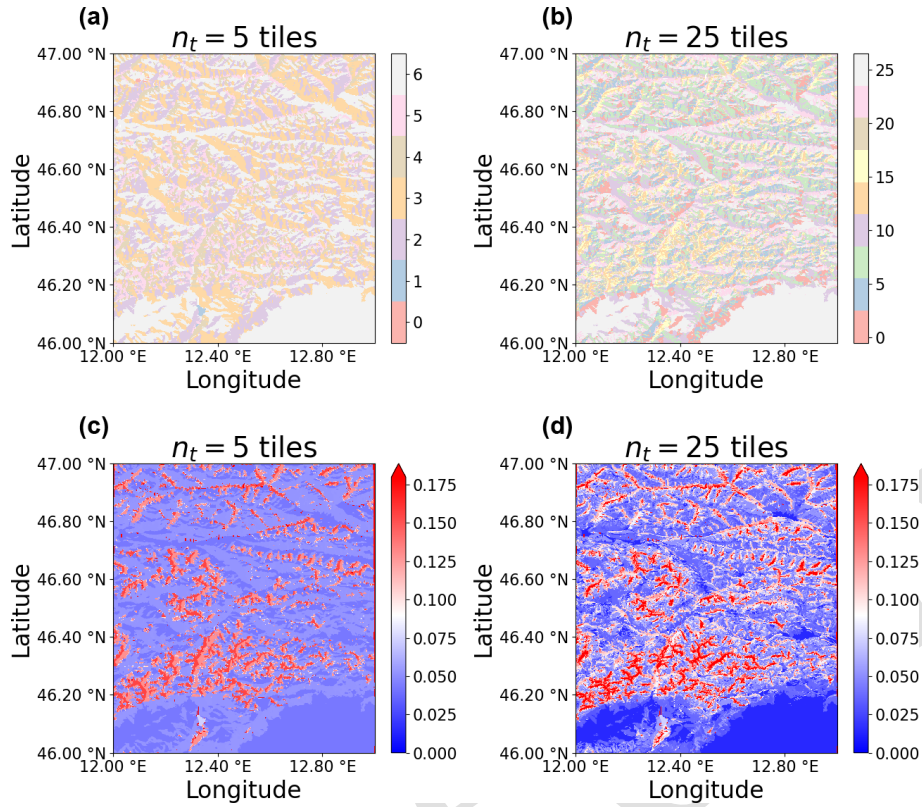 (a)
(b)
n_t = 5 tiles
n_t = 25 tiles
47.00 °N
46.80 °N
46.60 °N
46.40 °N
46.20 °N
46.00 °N
Latitude
12.00 °E
12.40 °E
12.80 °E
Longitude
6
5
4
3
2
1
0
47.00 °N
46.80 °N
46.60 °N
46.40 °N
46.20 °N
46.00 °N
Latitude
12.00 °E
12.40 °E
12.80 °E
Longitude
25
20
15
10
5
0
(c)
(d)
n_t = 5 tiles
n_t = 25 tiles
47.00 °N
46.80 °N
46.60 °N
46.40 °N
46.20 °N
46.00 °N
Latitude
12.00 °E
12.40 °E
12.80 °E
Longitude
0.175
0.150
0.125
0.100
0.075
0.050
0.025
0.000
47.00 °N
46.80 °N
46.60 °N
46.40 °N
46.20 °N
46.00 °N
Latitude
12.00 °E
12.40 °E
12.80 °E
Longitude
0.175
0.150
0.125
0.100
0.075
0.050
0.025
0.000